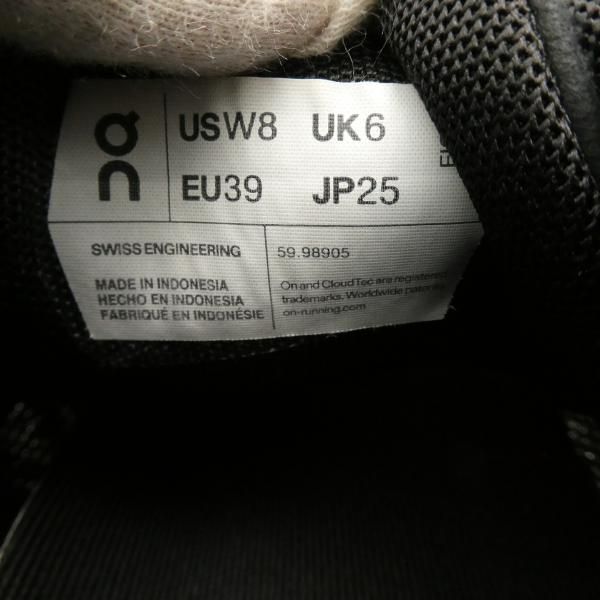 USW8 UK6
EU39 JP25
SWISS ENGINEERING
59.98905
MADE IN INDONESIA
HECHO EN INDONESIA
FABRIQUÉ EN INDONÉSIE
On and CloudTec are registered
trademarks. Worldwide patents.
on-running.com